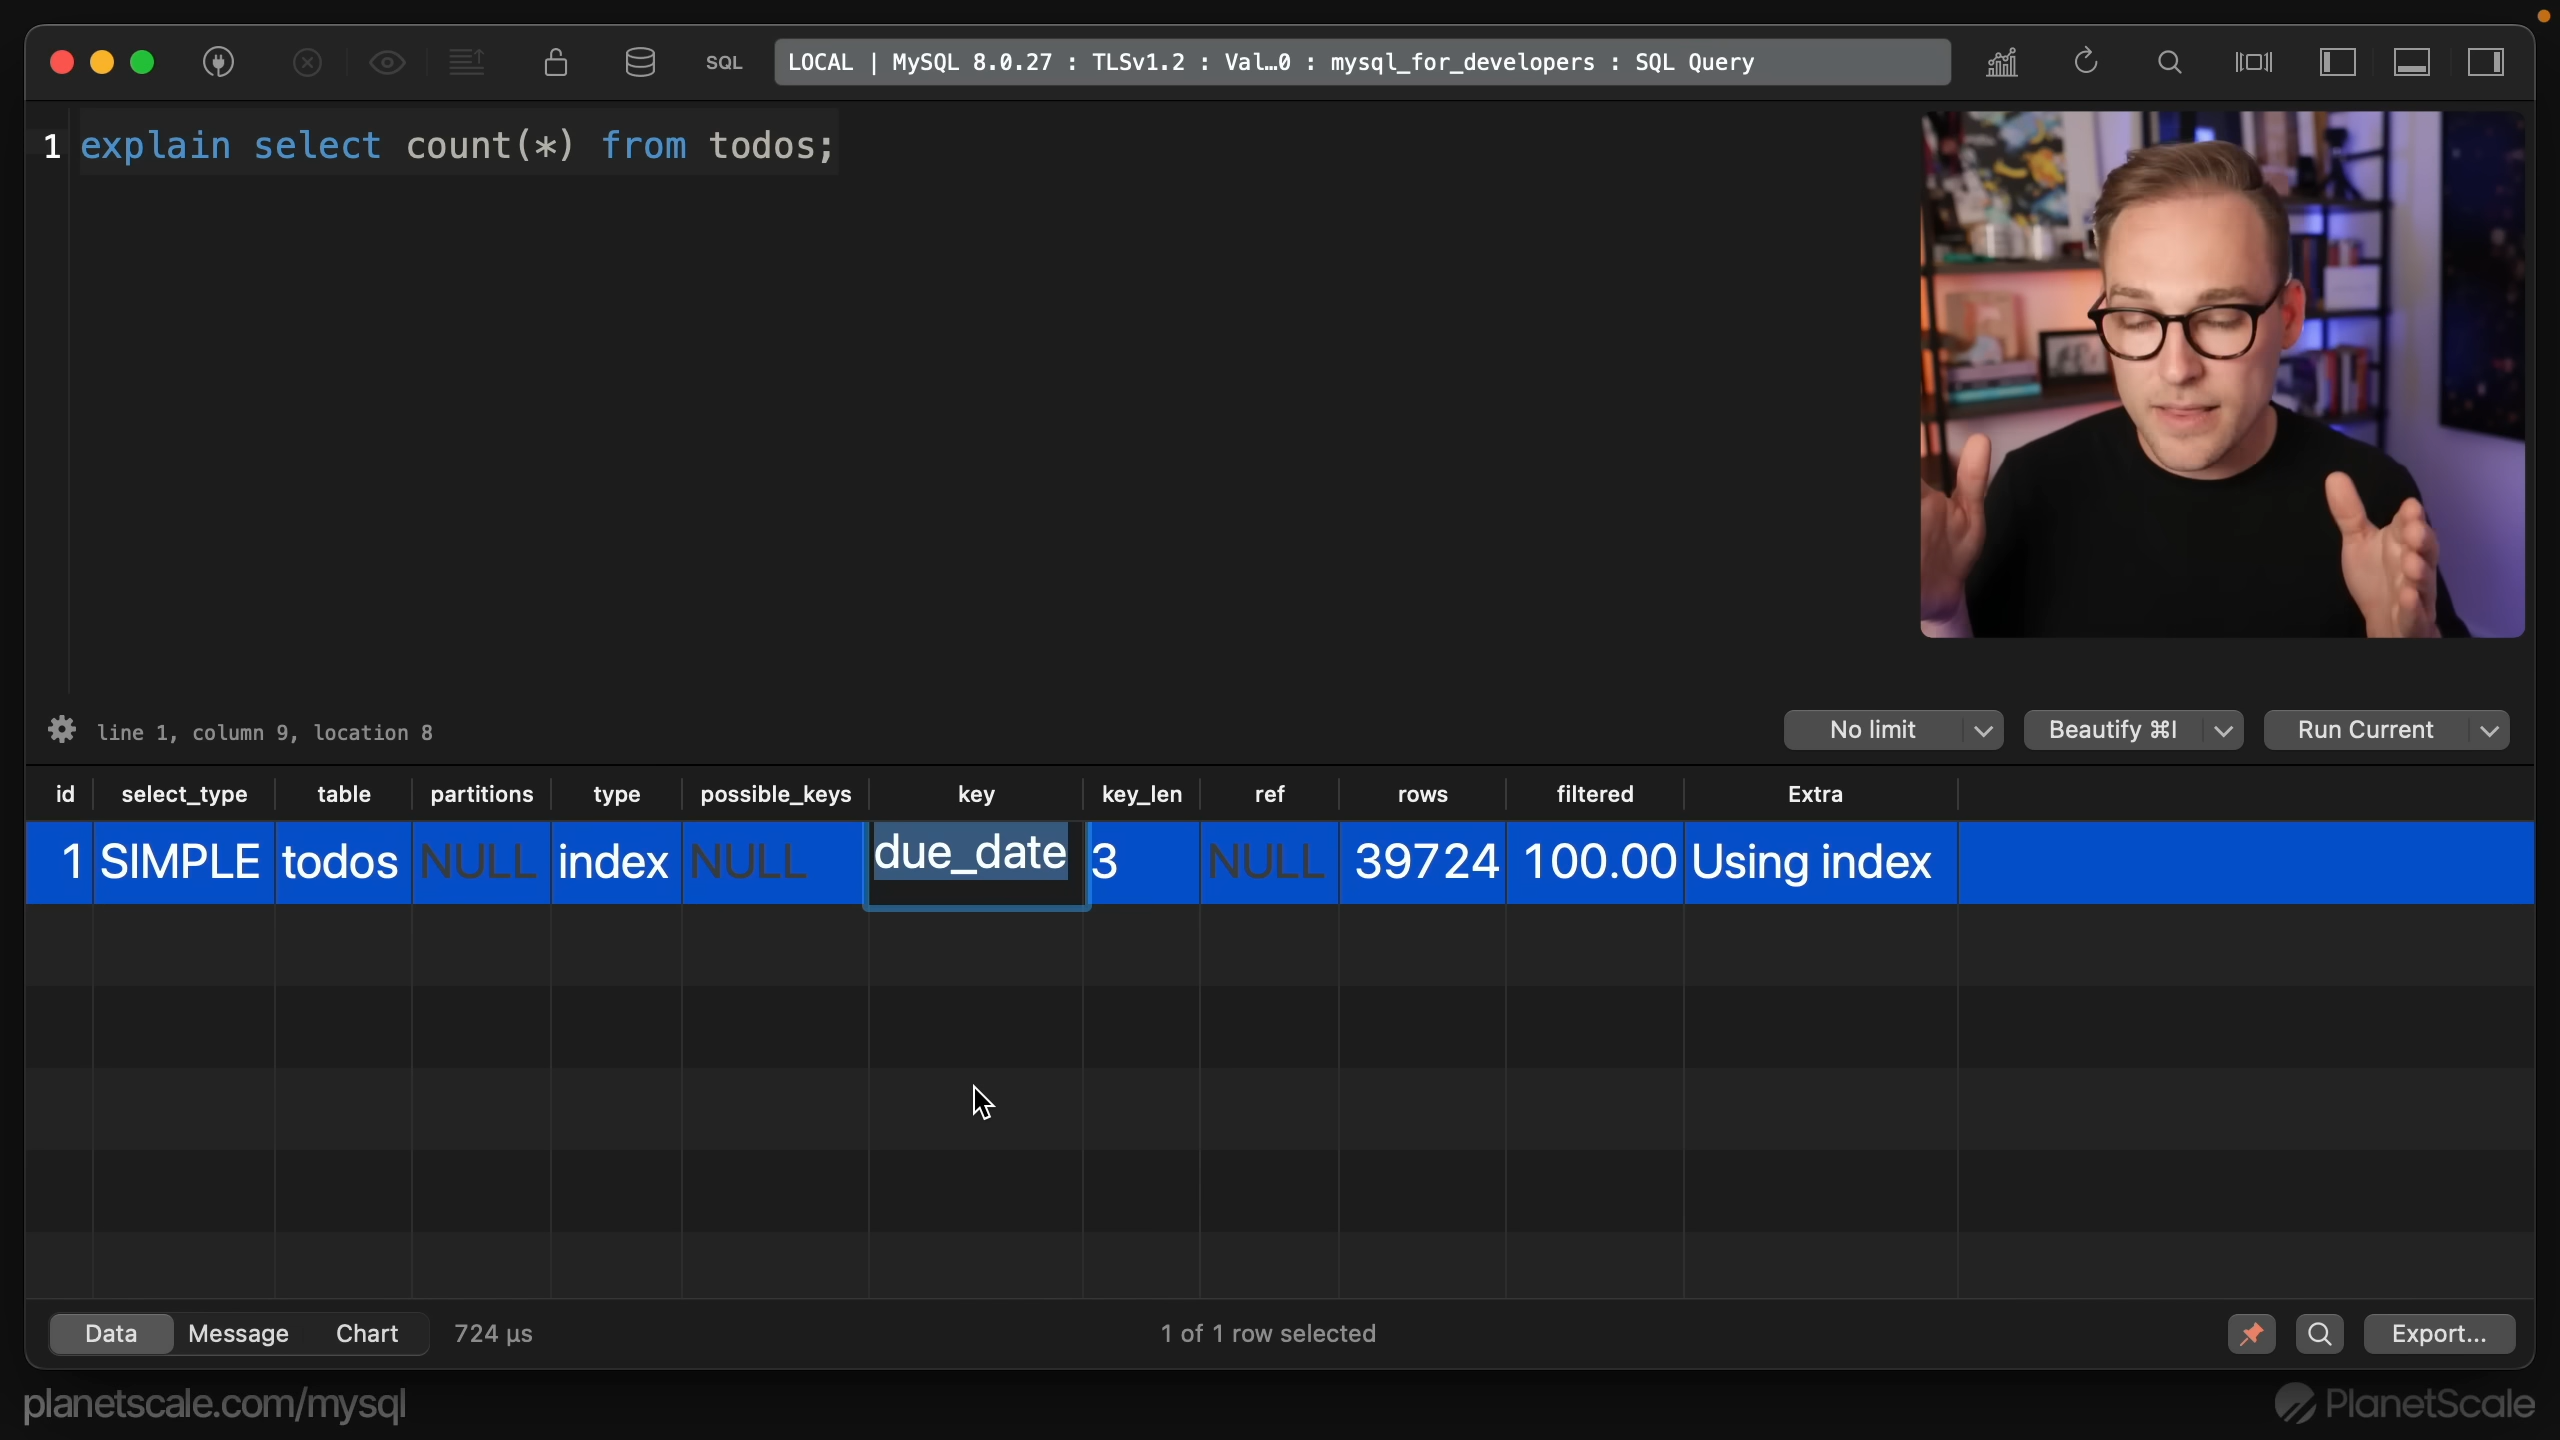 SQL
LOCAL | MySQL 8.0.27 : TLSv1.2 : Val…0 : mysql_for_developers : SQL Query
1 explain select count(*) from todos;
line 1, column 9, location 8
No limit
Beautify ⌘I
Run Current
id select_type table partitions type possible_keys key key_len ref rows filtered Extra
1 SIMPLE todos NULL index NULL due_date 3 NULL 39724 100.00 Using index
Data Message Chart 724 µs
1 of 1 row selected
Export...
planetscale.com/mysql
PlanetScale